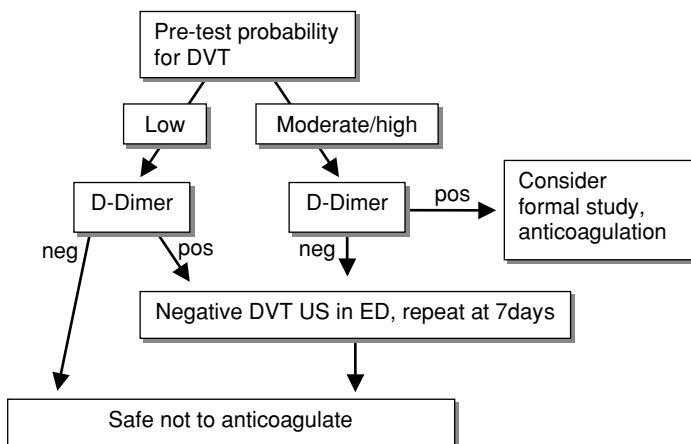 Pre-test probability
for DVT
Low
Moderate/high
D-Dimer
D-Dimer
pos
Consider
formal study,
anticoagulation
neg
pos
neg
Negative DVT US in ED, repeat at 7days
Safe not to anticoagulate